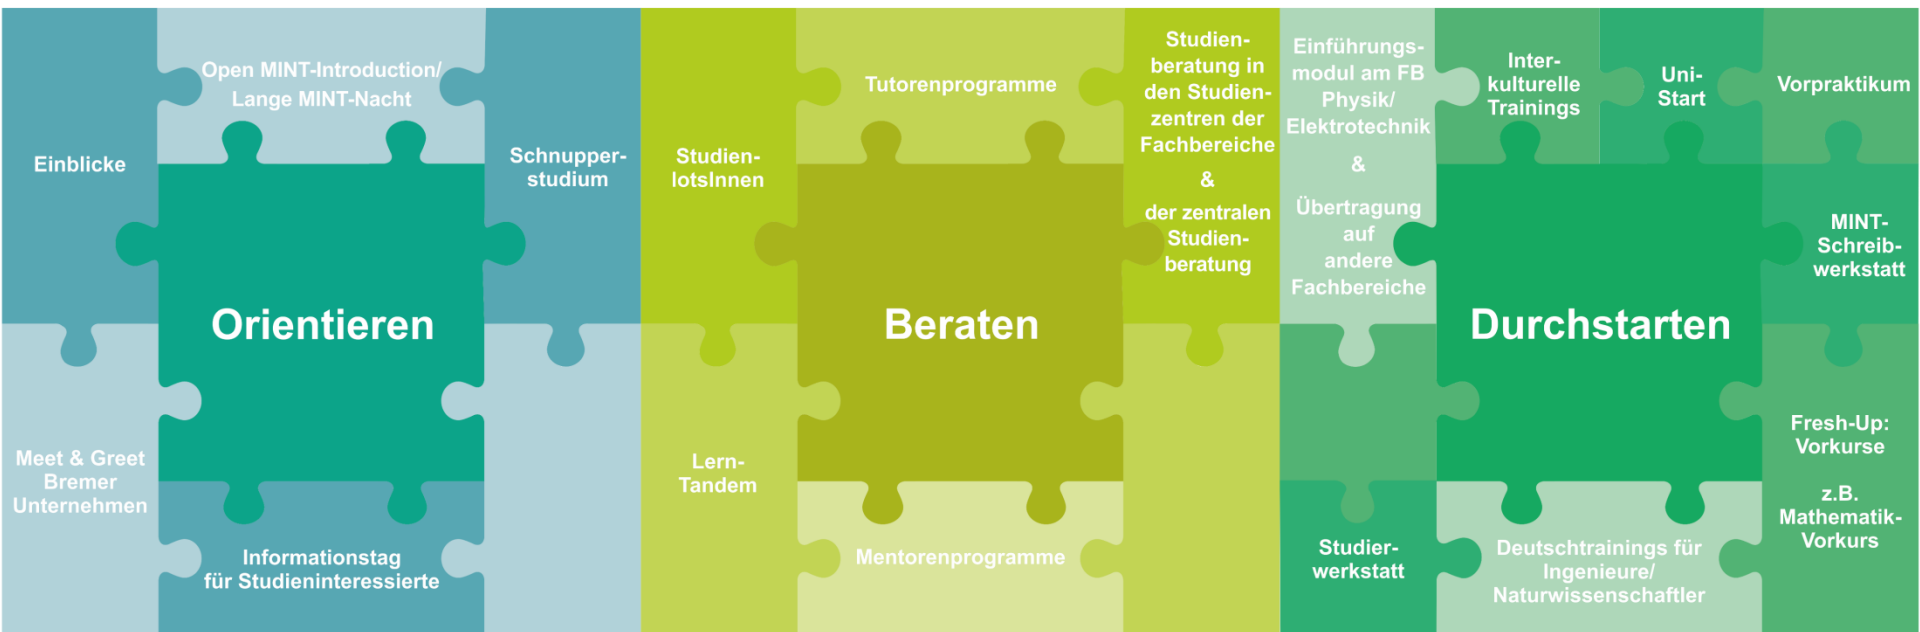 Einblicke
Open MINT-Introduction/
Lange MINT-Nacht
Schnupper-
studium
Orientieren
Meet & Greet
Bremer
Unternehmen
Informationstag
für Studieninteressierte
Studien-
lotsInnen
Tutorenprogramme
Studien-
beratung in
den Studien-
zentren der
Fachbereiche
&
der zentralen
Studien-
beratung
Beraten
Lern-
Tandem
Mentorenprogramme
Einführungs-
modul am FB
Physik/
Elektrotechnik
&
Übertragung
auf
andere
Fachbereiche
Inter-
kulturelle
Trainings
Uni-
Start
Vorpraktikum
MINT-
Schreib-
werkstatt
Durchstarten
Fresh-Up:
Vorkurse
z.B.
Mathematik-
Vorkurs
Studier-
werkstatt
Deutschtrainings für
Ingenieure/
Naturwissenschaftler